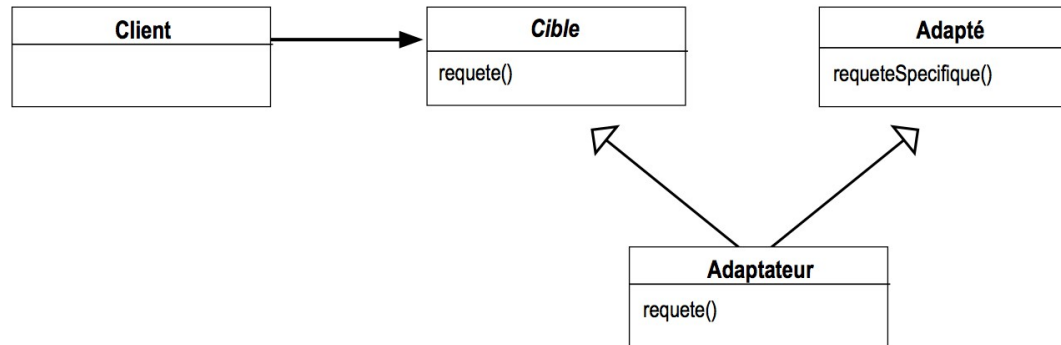 Client
Cible
requete()
Adapté
requeteSpecifique()
Adaptateur
requete()